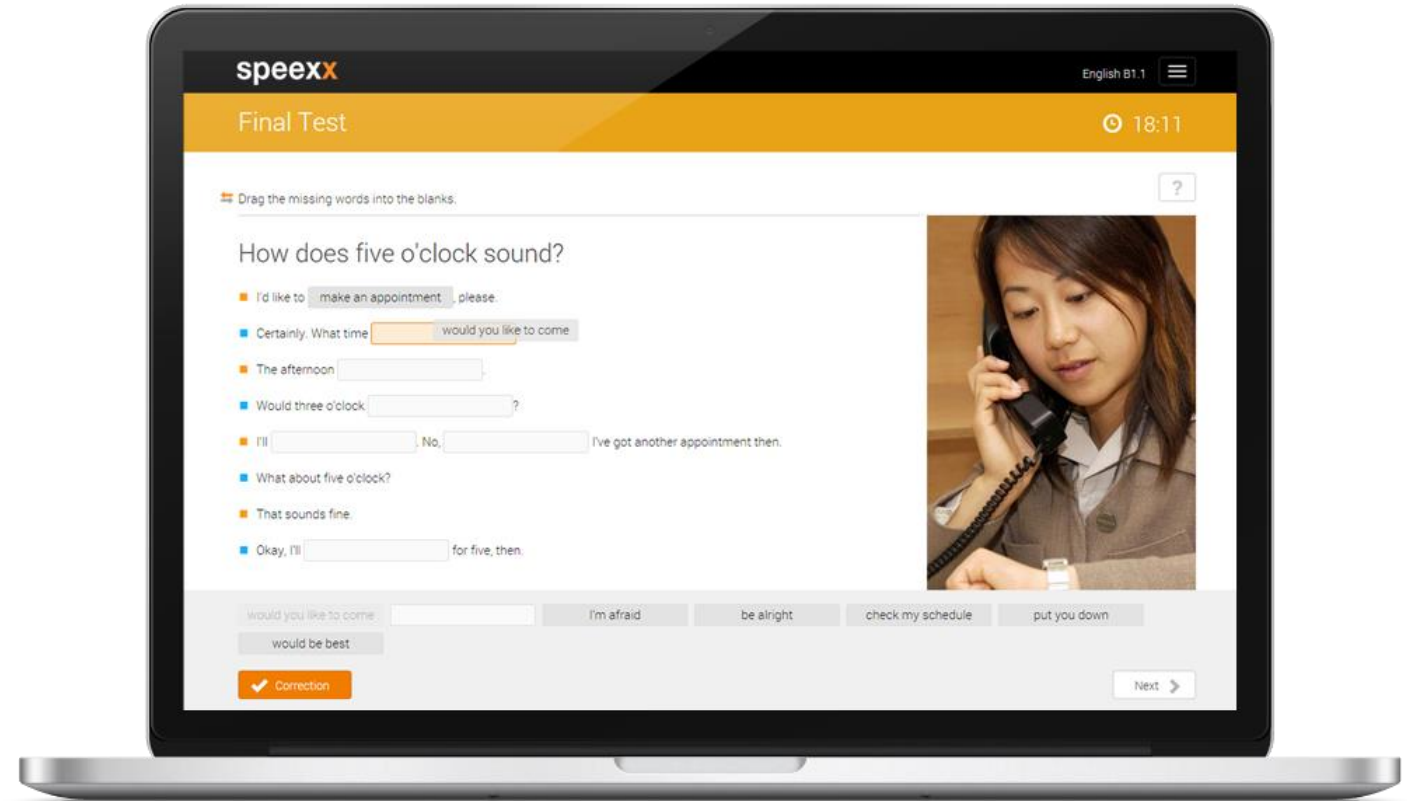 speexx
English B1.1
Final Test
18:11
?
Drag the missing words into the blanks.
How does five o'clock sound?
I'd like to make an appointment, please.
Certainly. What time would you like to come
The afternoon .
Would three o'clock ?
I'll . No, I've got another appointment then.
What about five o'clock?
That sounds fine.
Okay, I'll for five, then.
would you like to come I'm afraid be alright check my schedule put you down
would be best
Correction
Next